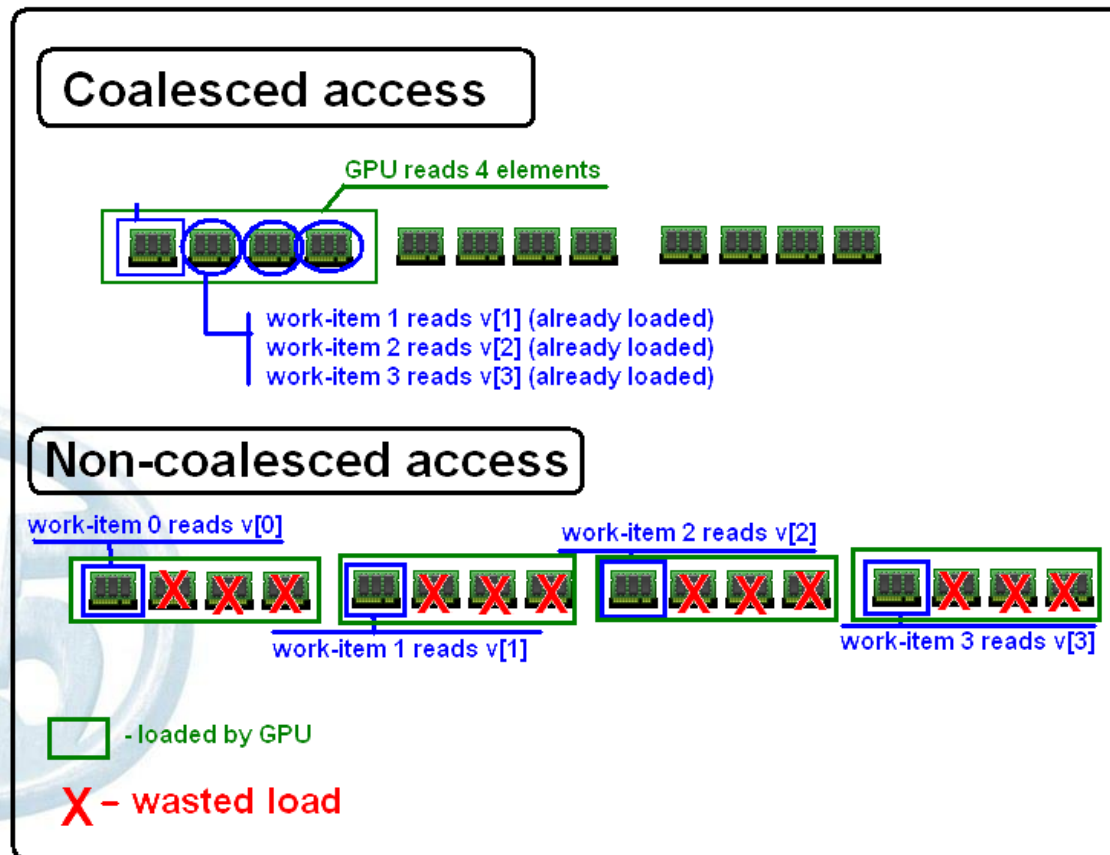 Coalesced access
GPU reads 4 elements
work-item 1 reads v[1] (already loaded)
work-item 2 reads v[2] (already loaded)
work-item 3 reads v[3] (already loaded)
Non-coalesced access
work-item 0 reads v[0]
work-item 2 reads v[2]
X X X X X X X X X X X X
work-item 1 reads v[1]
work-item 3 reads v[3]
- loaded by GPU
X - wasted load